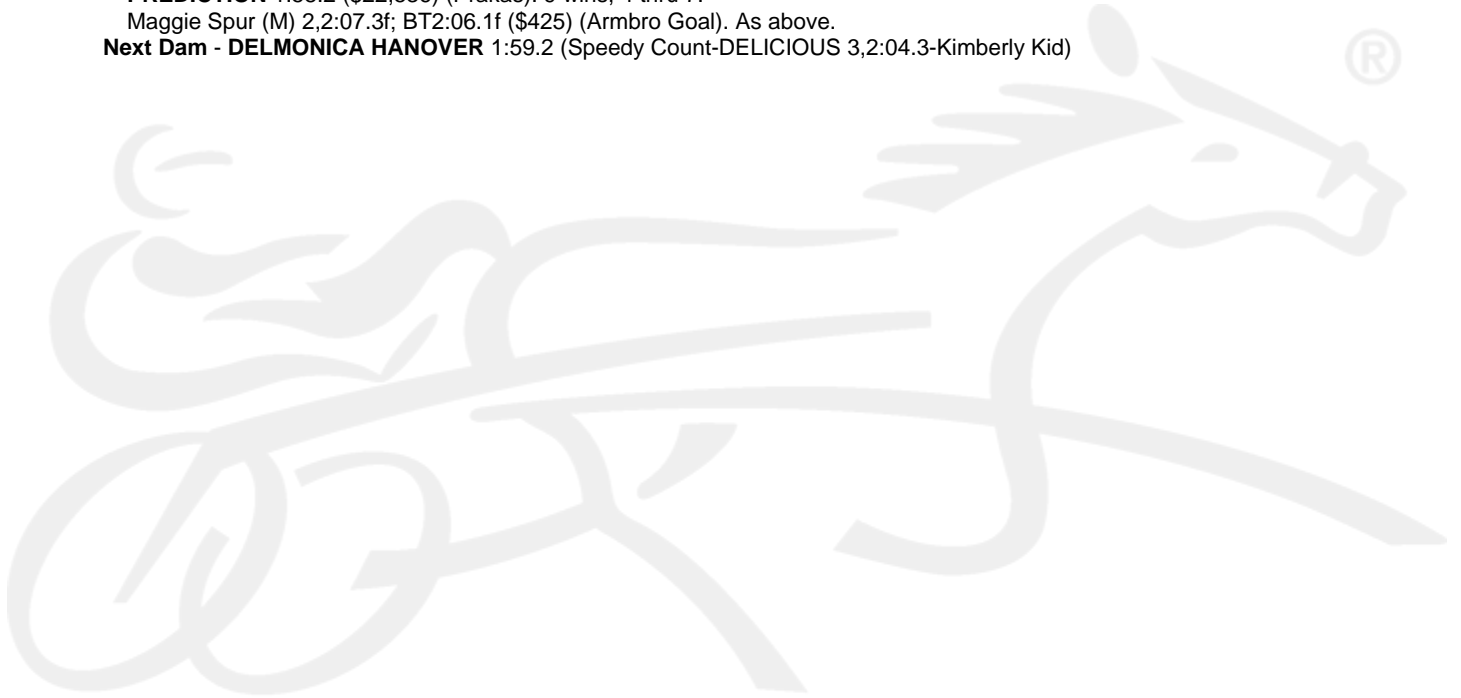 Maggie Spur (M) 2,2:07.3f; BT2:06.1f ($425) (Armbro Goal). As above.
Next Dam - DELMONICA HANOVER 1:59.2 (Speedy Count-DELICIOUS 3,2:04.3-Kimberly Kid)
®